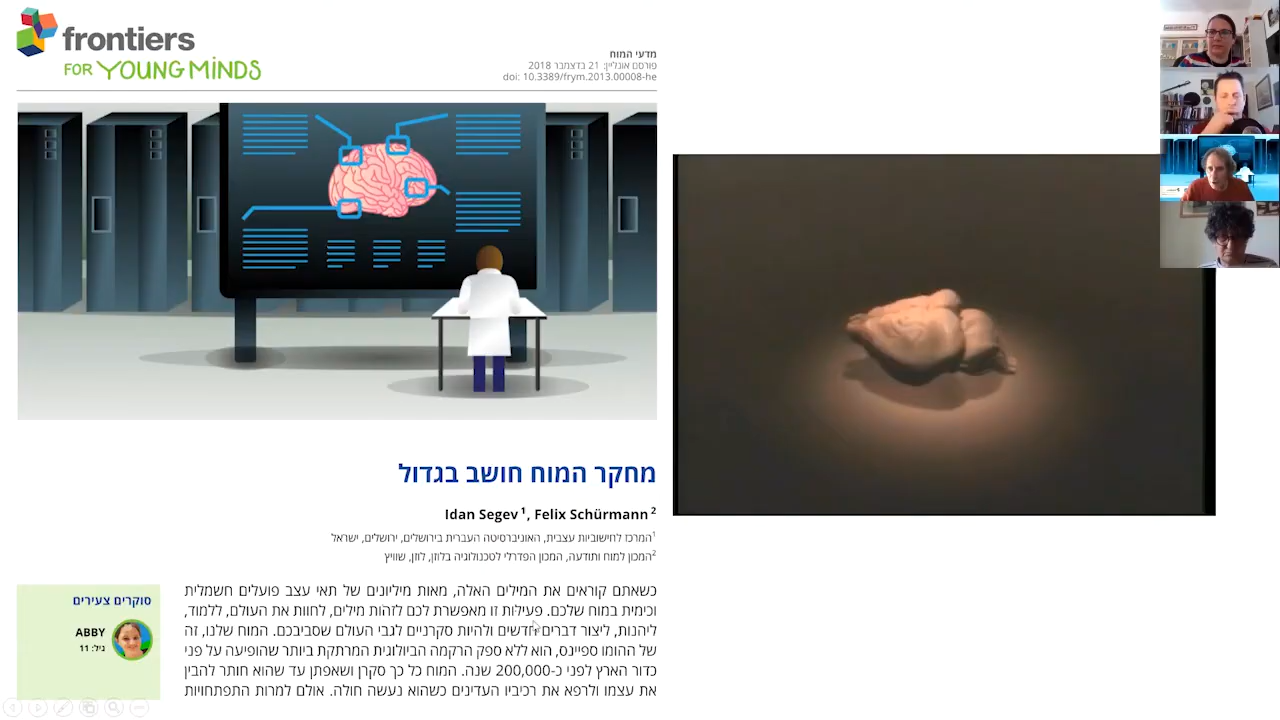 frontiers
FOR YOUNG MINDS
מדעי המוח
פורסם אונליין: 21 בדצמבר 2018
doi: 10.3389/frym.2013.00008-he
מחקר המוח חושב בגדול
Idan Segev 1, Felix Schürmann 2
1המרכז לחישוביות עצבית, האוניברסיטה העברית בירושלים, ירושלים, ישראל
2המכון למוח ותודעה, המכון הפדרלי לטכנולוגיה בלוזן, לוזן, שוויץ
סוקרים צעירים
ABBY
גיל: 11
כשאתם קוראים את המילים האלה, מאות מיליונים של תאי עצב פועלים חשמלית
וכימית במוח שלכם. פעילות זו מאפשרת לכם לזהות מילים, לחוות את העולם, ללמוד,
ליהנות, ליצור דברים חדשים ולהיות סקרניים לגבי העולם שסביבכם. המוח שלנו, זה
של ההומו ספיינס, הוא ללא ספק הרקמה הביולוגית המרתקת ביותר שהופיעה על פני
כדור הארץ לפני כ-200,000 שנה. המוח כל כך סקרן ושאפתן עד שהוא חותר להבין
את עצמו ולרפא את רכיביו העדינים כשהוא נעשה חולה. אולם למרות התפתחויות